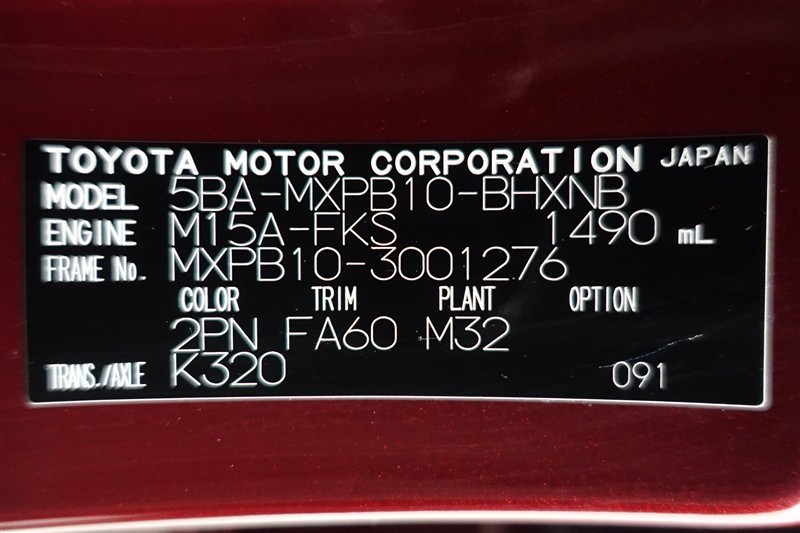 TOYOTA MOTOR CORPORATION JAPAN
MODEL 5BA-MXPB10-BHXNB
ENGINE M15A-FKS 1490 mL
FRAME No. MXPB10-3001276
COLOR TRIM PLANT OPTION
2PN FA60 M32
TRANS./AXLE K320 091